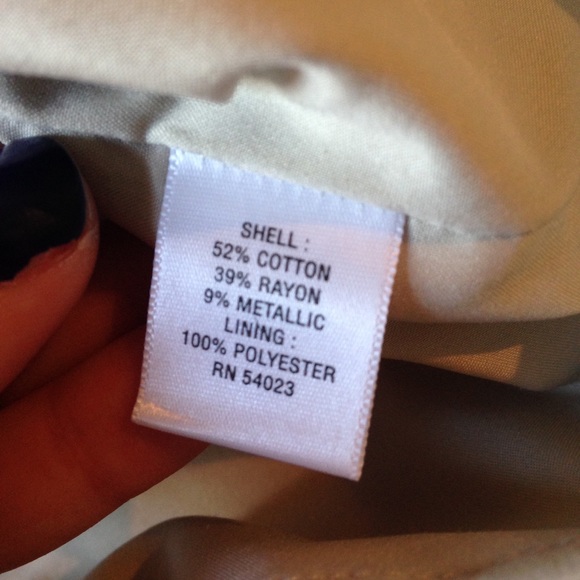 SHELL :
52% COTTON
39% RAYON
9% METALLIC
LINING :
100% POLYESTER
RN 54023